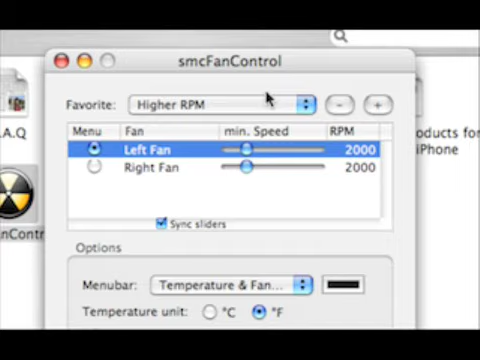 smcFanControl
Favorite: Higher RPM - +
Menu Fan min. Speed RPM
Left Fan 2000
Right Fan 2000
Sync sliders
Options
Menubar: Temperature & Fan...
Temperature unit: °C °F
.A.Q
oducts for
iPhone
anContr